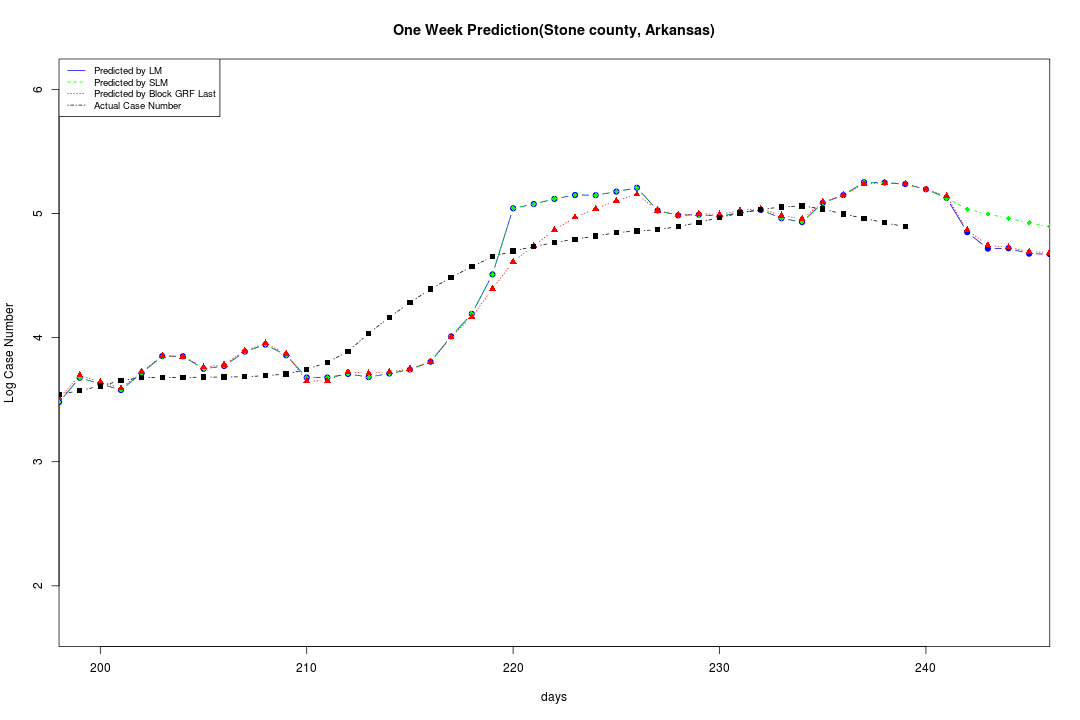 One Week Prediction(Stone county, Arkansas)
Predicted by LM
Predicted by SLM
Predicted by Block GRF Last
Actual Case Number
6
5
4
3
2
Log Case Number
200 210 220 230 240
days